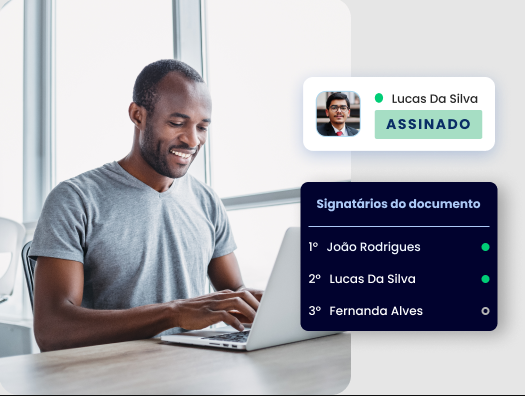 Lucas Da Silva
ASSINADO
Signatários do documento
1º João Rodrigues
2º Lucas Da Silva
3º Fernanda Alves